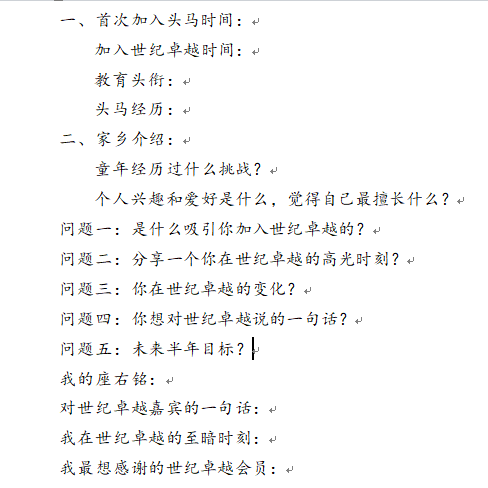 一、首次加入头马时间：
加入世纪卓越时间：
教育头衔：
头马经历：
二、家乡介绍：
童年经历过什么挑战？
个人兴趣和爱好是什么，觉得自己最擅长什么？
问题一：是什么吸引你加入世纪卓越的？
问题二：分享一个你在世纪卓越的高光时刻？
问题三：你在世纪卓越的变化？
问题四：你想对世纪卓越说的一句话？
问题五：未来半年目标？
我的座右铭：
对世纪卓越嘉宾的一句话：
我在世纪卓越的至暗时刻：
我最想感谢的世纪卓越会员：